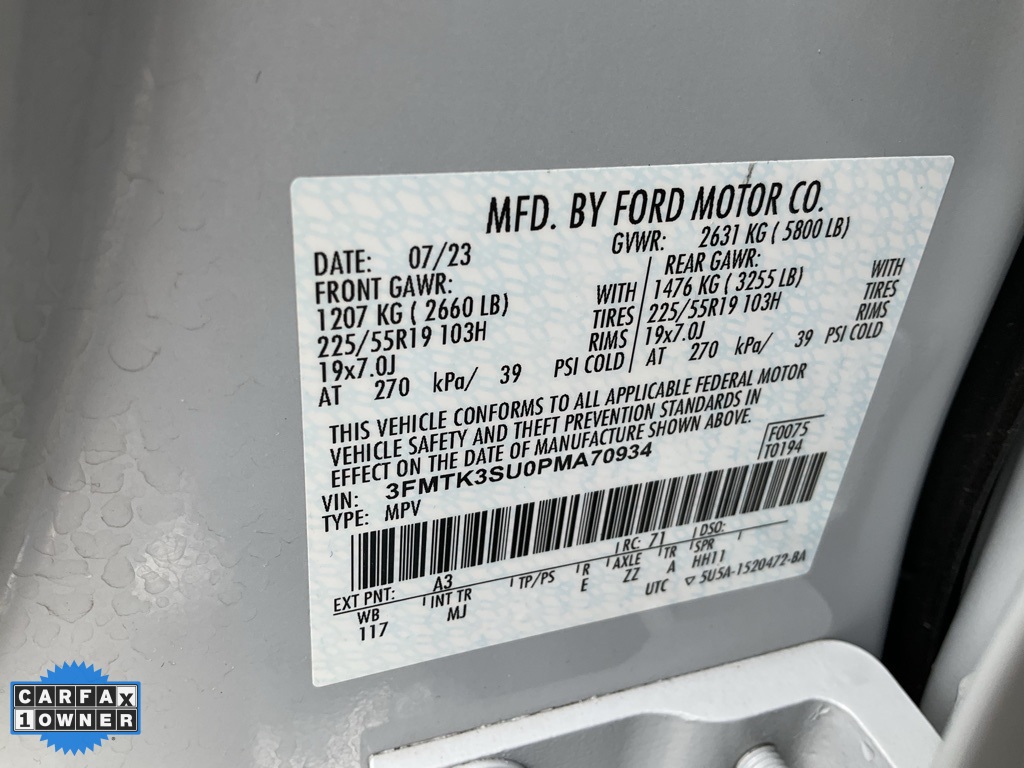 MFD. BY FORD MOTOR CO.
DATE: 07/23 GVWR: 2631 KG ( 5800 LB)
FRONT GAWR: REAR GAWR:
1207 KG ( 2660 LB) WITH 1476 KG ( 3255 LB) WITH
225/55R19 103H TIRES 225/55R19 103H TIRES
19x7.0J RIMS 19x7.0J RIMS
AT 270 kPa/ 39 PSI COLD AT 270 kPa/ 39 PSI COLD
THIS VEHICLE CONFORMS TO ALL APPLICABLE FEDERAL MOTOR
VEHICLE SAFETY AND THEFT PREVENTION STANDARDS IN
EFFECT ON THE DATE OF MANUFACTURE SHOWN ABOVE.
F0075
T0194
VIN: 3FMTK3SU0PMA70934
TYPE: MPV
EXT PNT: A3 RC: 71 DSO:
WB INT TR TP/PS R AXLE TR SPR
117 MJ E ZZ A HH11
UTC ▽ 5U5A-1520472-BA
CARFAX
1 OWNER